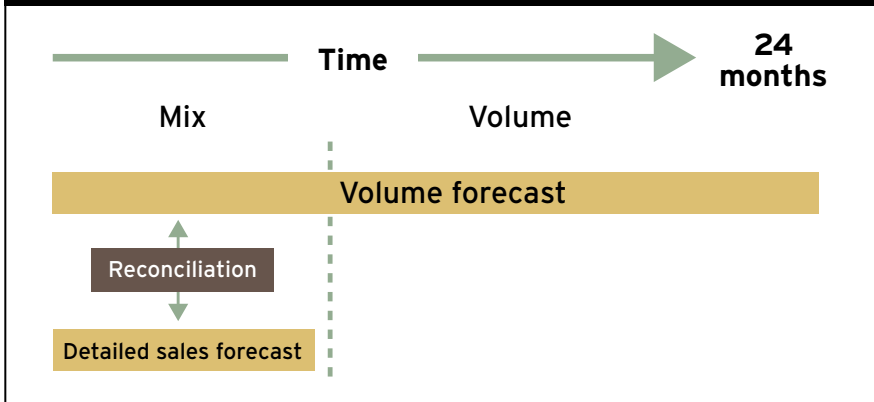 Time
24
months
Mix
Volume
Volume forecast
Reconciliation
Detailed sales forecast